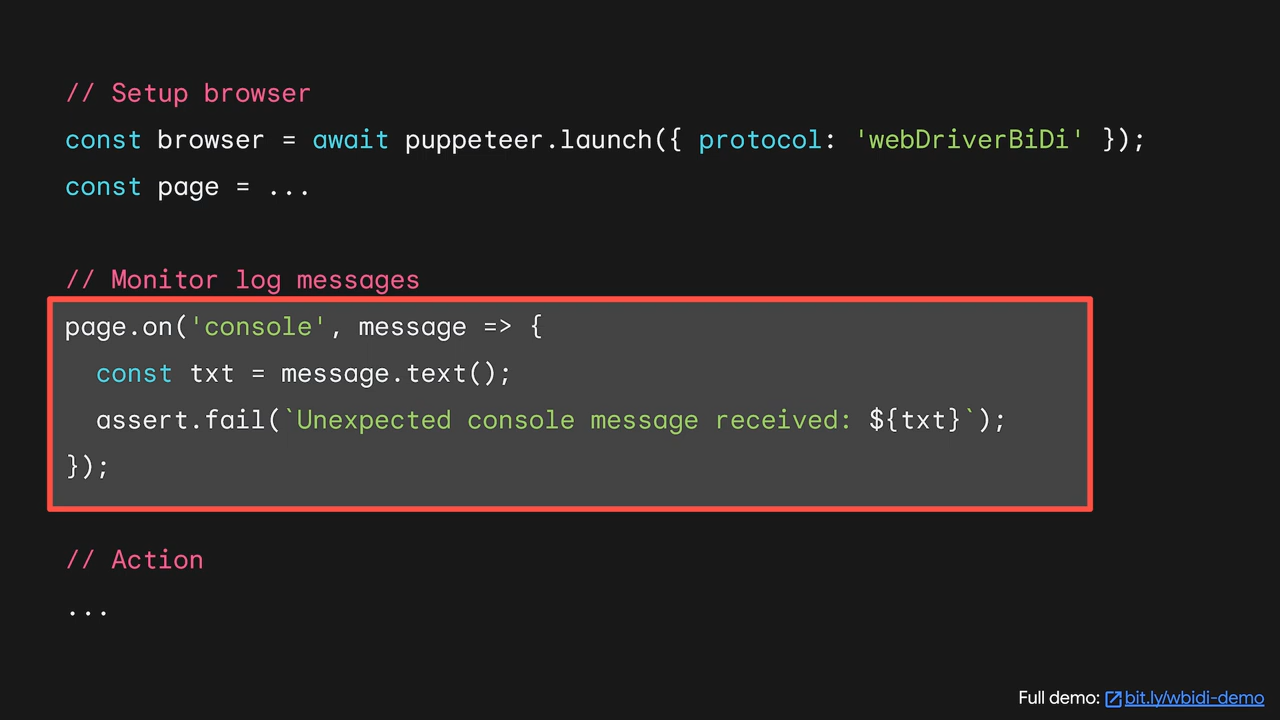 // Setup browser
const browser = await puppeteer.launch({ protocol: 'webDriverBiDi' });
const page = ...
// Monitor log messages
page.on('console', message => {
  const txt = message.text();
  assert.fail(`Unexpected console message received: ${txt}`);
});
// Action
...
Full demo: bit.ly/wbidi-demo